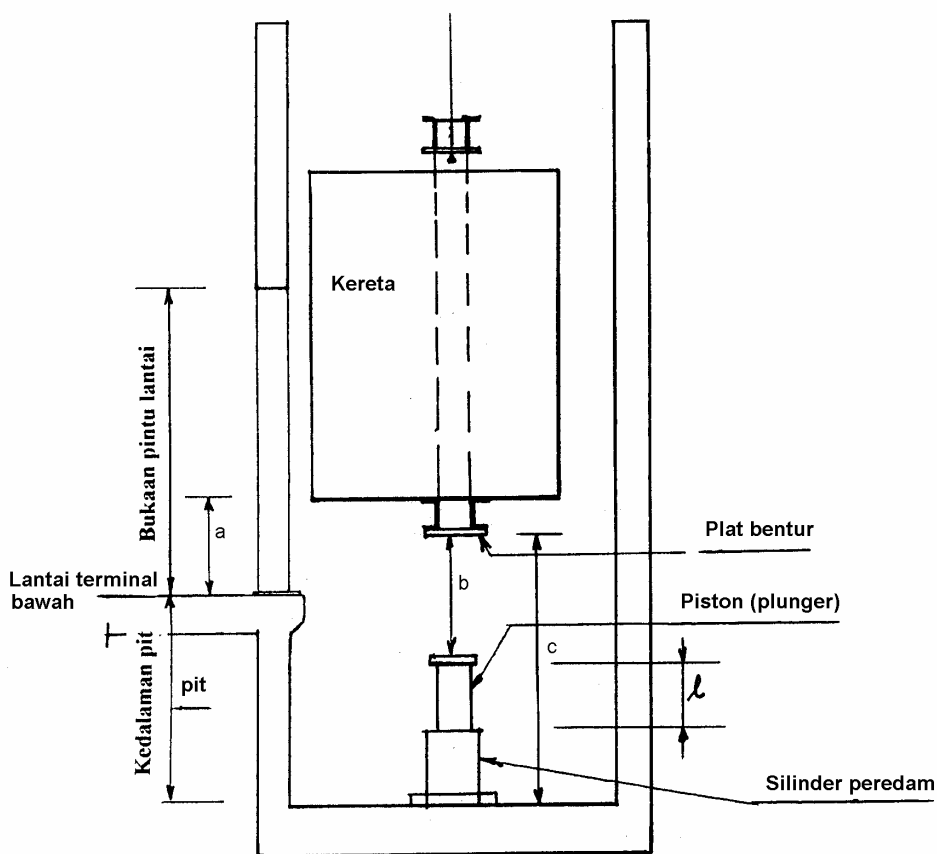 Kereta
Bukaan pintu lantai
a
Plat bentur
b
Lantai terminal
bawah
Piston (plunger)
c
Kedalaman pit
pit
l
Silinder peredam